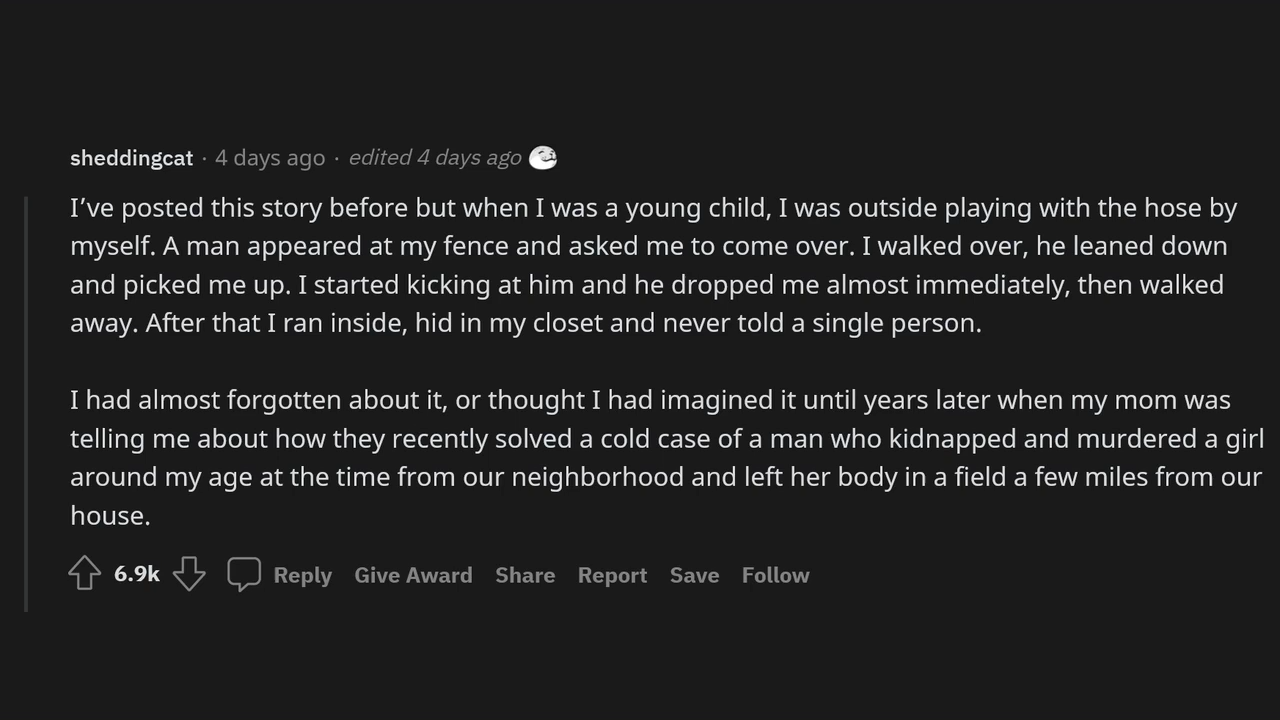 sheddingcat · 4 days ago · edited 4 days ago
I’ve posted this story before but when I was a young child, I was outside playing with the hose by
myself. A man appeared at my fence and asked me to come over. I walked over, he leaned down
and picked me up. I started kicking at him and he dropped me almost immediately, then walked
away. After that I ran inside, hid in my closet and never told a single person.
I had almost forgotten about it, or thought I had imagined it until years later when my mom was
telling me about how they recently solved a cold case of a man who kidnapped and murdered a girl
around my age at the time from our neighborhood and left her body in a field a few miles from our
house.
6.9k Reply Give Award Share Report Save Follow